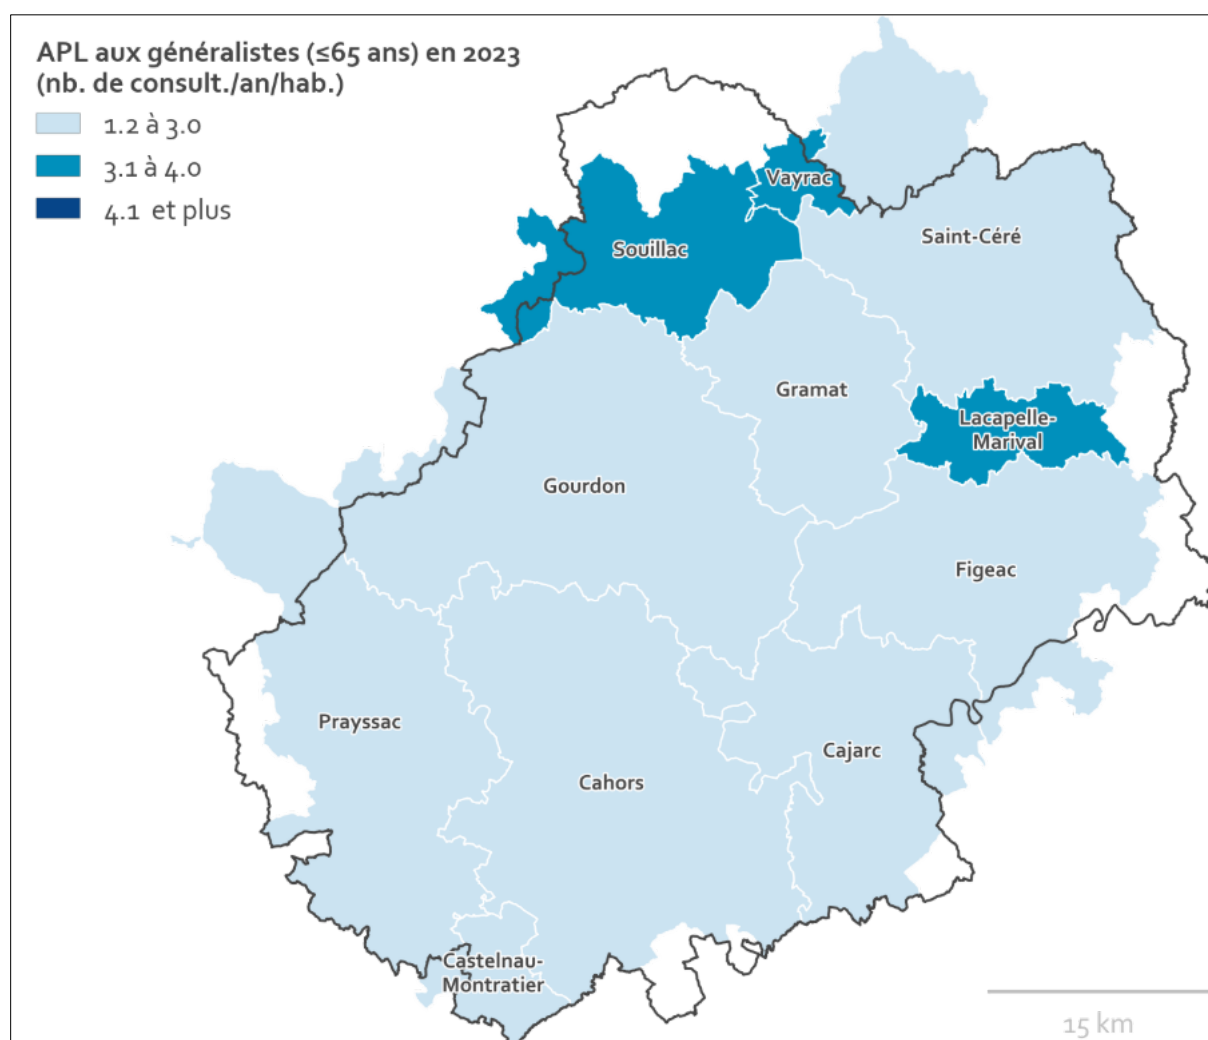 APL aux généralistes (≤65 ans) en 2023
(nb. de consult./an/hab.)
1.2 à 3.0
3.1 à 4.0
4.1 et plus
Vayrac
Saint-Céré
Souillac
Gramat
Lacapelle-
Marival
Gourdon
Figeac
Prayssac
Cajarc
Cahors
Castelnau-
Montratier
15 km